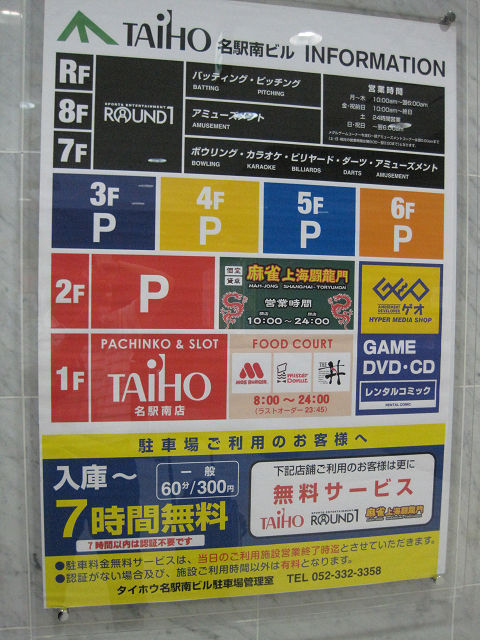 TAIHO 名駅南ビル INFORMATION
RF
8F
7F
SPORTS ENTERTAINMENT
ROUND1
バッティング・ピッチング
BATTING PITCHING
アミューズメント
AMUSEMENT
ボウリング・カラオケ・ビリヤード・ダーツ・アミューズメント
BOWLING KARAOKE BILLIARDS DARTS AMUSEMENT
営業時間
月~木 10:00am~翌6:00am
金・祝前日 10:00am~終日
土 24時間営業
日・祝日 ~翌6:00am
3F
P
4F
P
5F
P
6F
P
2F
P
個室
貸卓
麻雀上海闘龍門
MAH-JONG SHANGHAI-TORYUMON
営業時間
開店 閉店
10:00~24:00
GEO
ゲオ
HYPER MEDIA SHOP
GAME
DVD・CD
レンタルコミック
RENTAL COMIC
1F
PACHINKO & SLOT
TAIHO
名駅南店
FOOD COURT
MOS BURGER
mister Donut
THE 丼
8:00~24:00
(ラストオーダー 23:45)
駐車場ご利用のお客様へ
入庫~
一般
60分/300円
7時間無料
7時間以内は認証不要です
下記店舗ご利用のお客様は更に
無料サービス
TAIHO ROUND1 麻雀上海闘龍門
●駐車料金無料サービスは、当日のご利用施設営業終了時迄とさせていただきます。
●認証がない場合及び、施設ご利用時間以外は有料となります。
タイホウ名駅南ビル駐車場管理室 TEL 052-332-3358